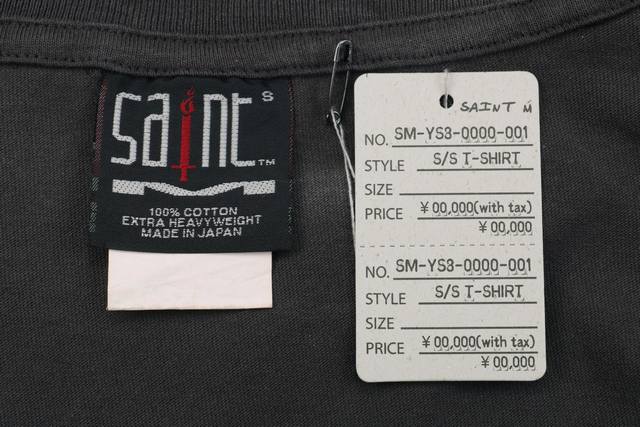 saint
S
TM
100% COTTON
EXTRA HEAVYWEIGHT
MADE IN JAPAN
SAINT M
NO. SM-YS3-0000-001
STYLE S/S T-SHIRT
SIZE
PRICE ¥00,000(with tax)
¥00,000
NO. SM-YS3-0000-001
STYLE S/S T-SHIRT
SIZE
PRICE ¥00,000(with tax)
¥00,000